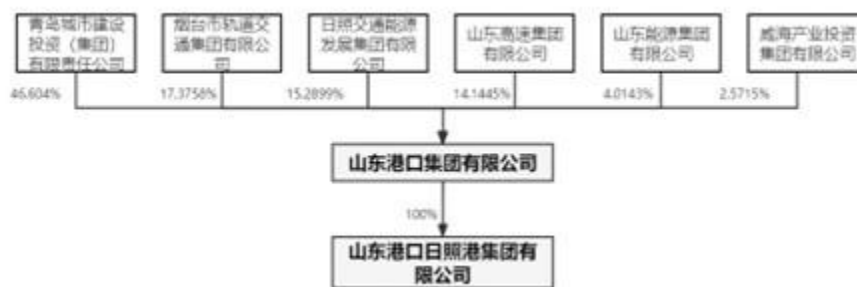 青岛城市建设
投资（集团）
有限责任公司
烟台市轨道交
通集团有限公
司
日照交通能源
发展集团有限
公司
山东高速集团
有限公司
山东能源集团
有限公司
威海产业投资
集团有限公司
46.604%
17.3758%
15.2899%
14.1445%
4.0143%
2.5715%
山东港口集团有限公司
100%
山东港口日照港集团有
限公司